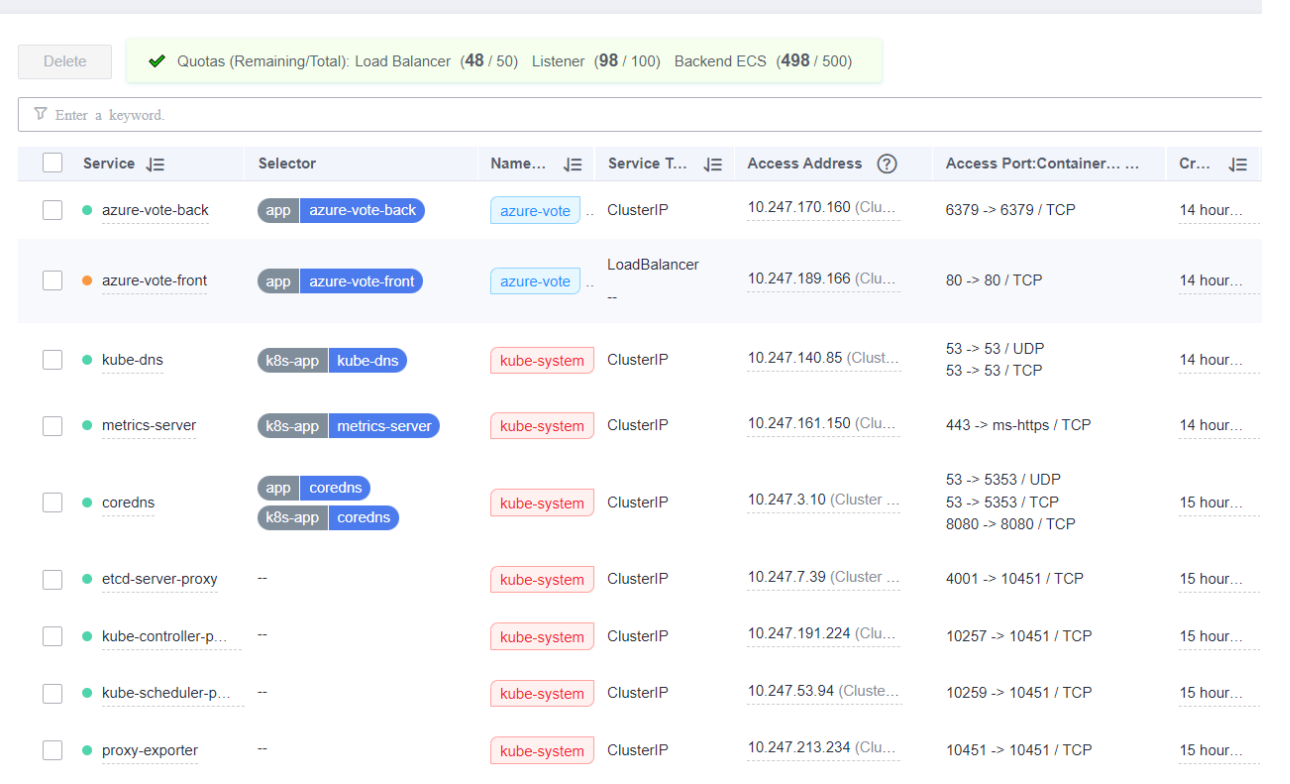 Delete
Quotas (Remaining/Total): Load Balancer (48 / 50) Listener (98 / 100) Backend ECS (498 / 500)
Enter a keyword.
Service Selector Name... Service T... Access Address ? Access Port:Container... ... Cr...
azure-vote-back app azure-vote-back azure-vote .. ClusterIP 10.247.170.160 (Clu... 6379 -> 6379 / TCP 14 hour...
azure-vote-front app azure-vote-front azure-vote .. LoadBalancer 10.247.189.166 (Clu... 80 -> 80 / TCP 14 hour...
--
kube-dns k8s-app kube-dns kube-system ClusterIP 10.247.140.85 (Clust... 53 -> 53 / UDP 14 hour...
53 -> 53 / TCP
metrics-server k8s-app metrics-server kube-system ClusterIP 10.247.161.150 (Clu... 443 -> ms-https / TCP 14 hour...
coredns app coredns kube-system ClusterIP 10.247.3.10 (Cluster ... 53 -> 5353 / UDP 15 hour...
k8s-app coredns 53 -> 5353 / TCP
8080 -> 8080 / TCP
etcd-server-proxy -- kube-system ClusterIP 10.247.7.39 (Cluster ... 4001 -> 10451 / TCP 15 hour...
kube-controller-p... -- kube-system ClusterIP 10.247.191.224 (Clu... 10257 -> 10451 / TCP 15 hour...
kube-scheduler-p... -- kube-system ClusterIP 10.247.53.94 (Cluste... 10259 -> 10451 / TCP 15 hour...
proxy-exporter -- kube-system ClusterIP 10.247.213.234 (Clu... 10451 -> 10451 / TCP 15 hour...